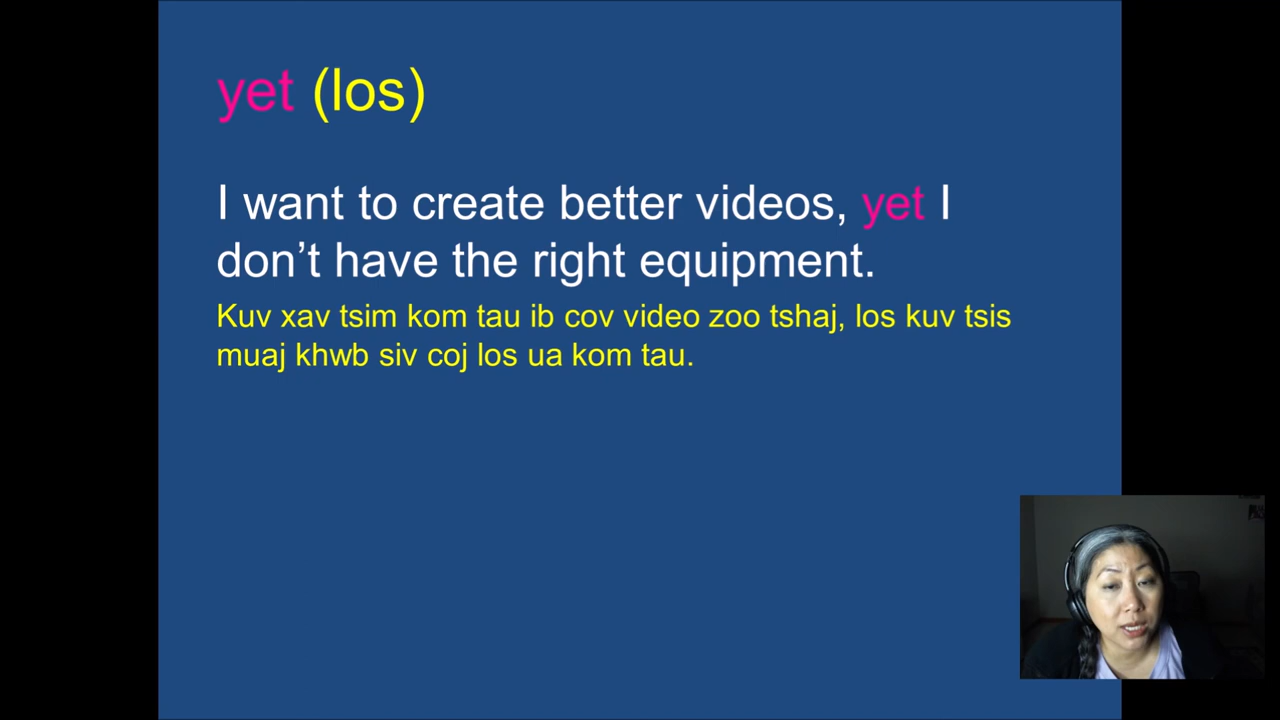 yet (los)
I want to create better videos, yet I
don’t have the right equipment.
Kuv xav tsim kom tau ib cov video zoo tshaj, los kuv tsis
muaj khwb siv coj los ua kom tau.